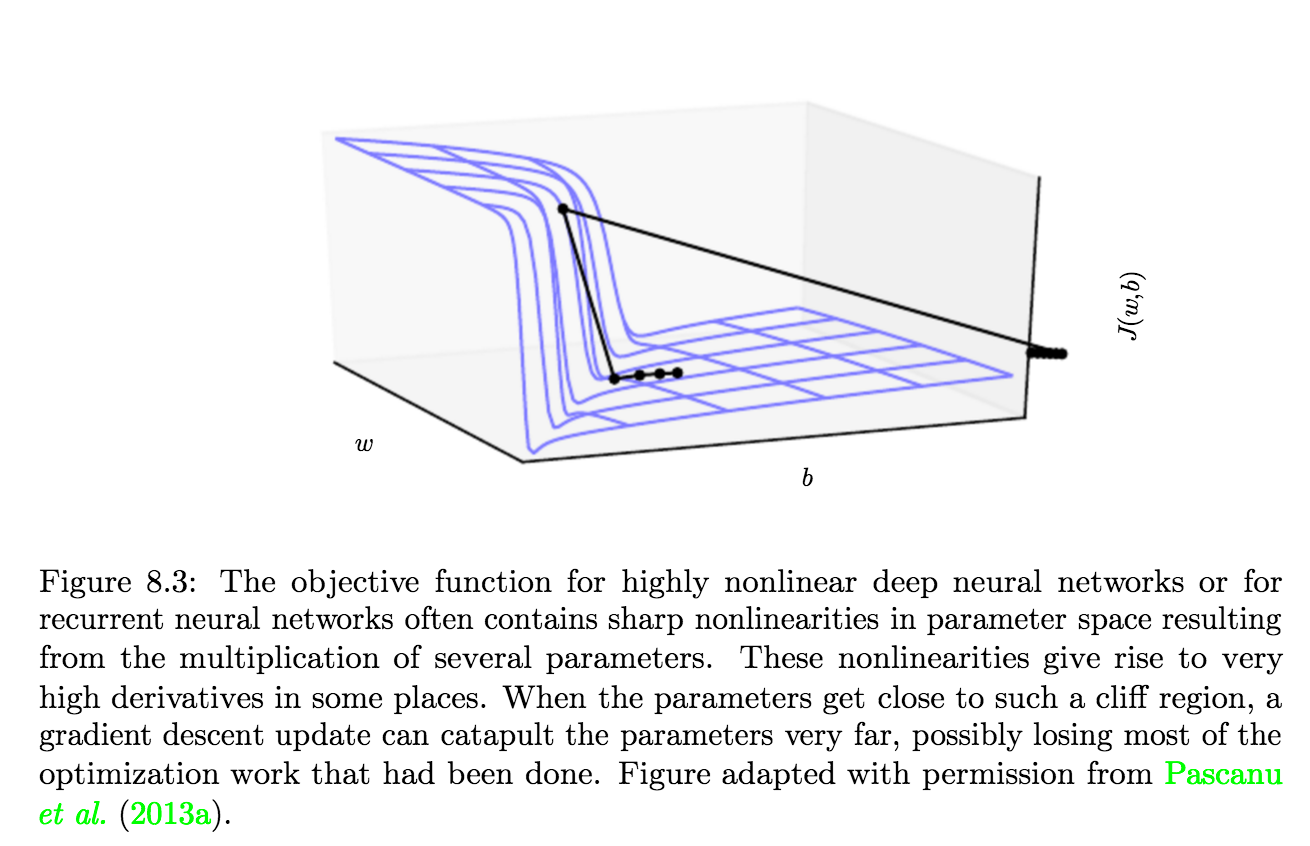 J(w,b)
w
b
Figure 8.3: The objective function for highly nonlinear deep neural networks or for
recurrent neural networks often contains sharp nonlinearities in parameter space resulting
from the multiplication of several parameters. These nonlinearities give rise to very
high derivatives in some places. When the parameters get close to such a cliff region, a
gradient descent update can catapult the parameters very far, possibly losing most of the
optimization work that had been done. Figure adapted with permission from Pascanu
et al. (2013a).